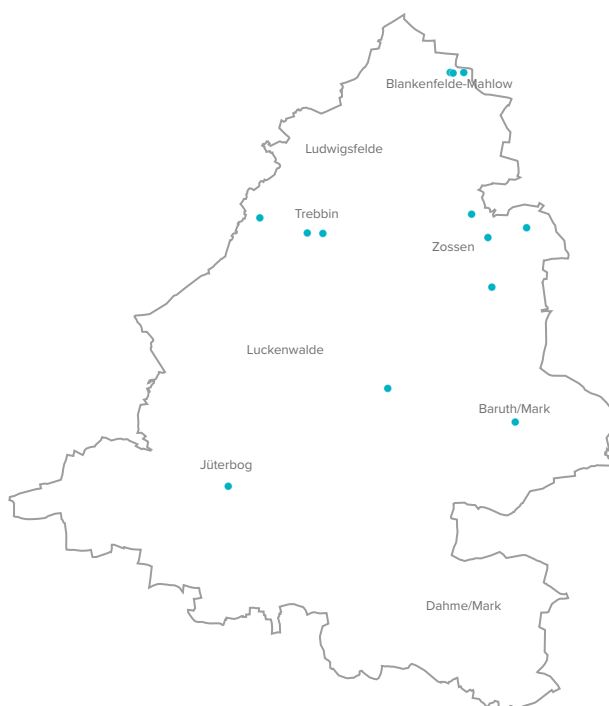 Blankenfelde-Mahlow
Ludwigsfelde
Trebbin
Zossen
Luckenwalde
Baruth/Mark
Jüterbog
Dahme/Mark